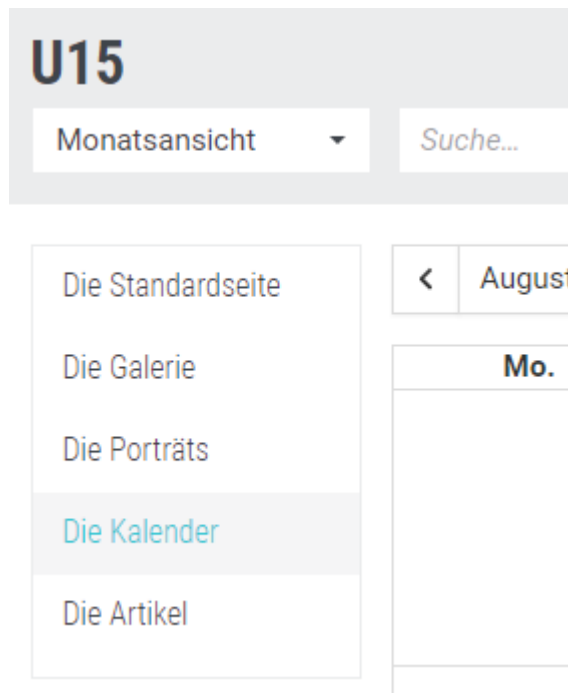 U15
Monatsansicht
Suche...
Die Standardseite
Die Galerie
Die Porträts
Die Kalender
Die Artikel
August
Mo.